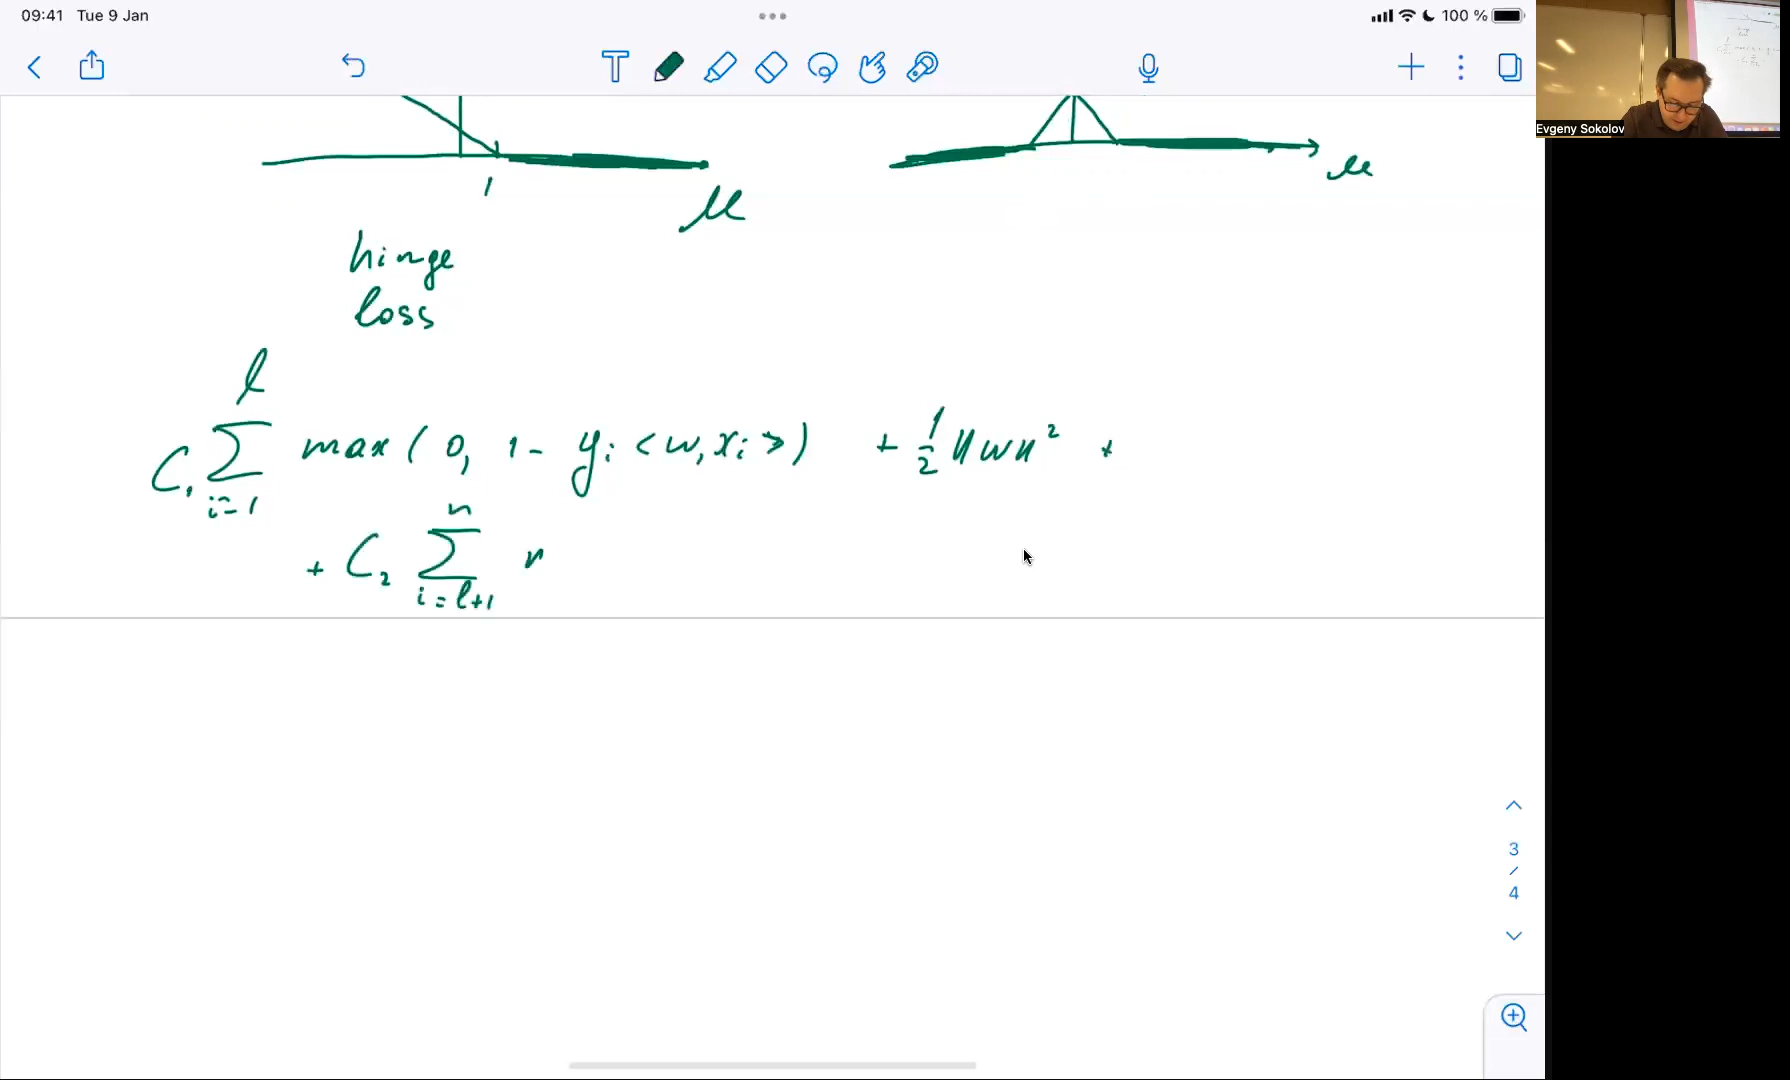 09:41 Tue 9 Jan
100 %
Evgeny Sokolov
1
M
M
hinge
loss
C₁ ∑_{i=1}^{l} max(0, 1 - yᵢ <w, xᵢ>) + 1/2 ||w||² +
+ C₂ ∑_{i=l+1}^{n}
3
/
4